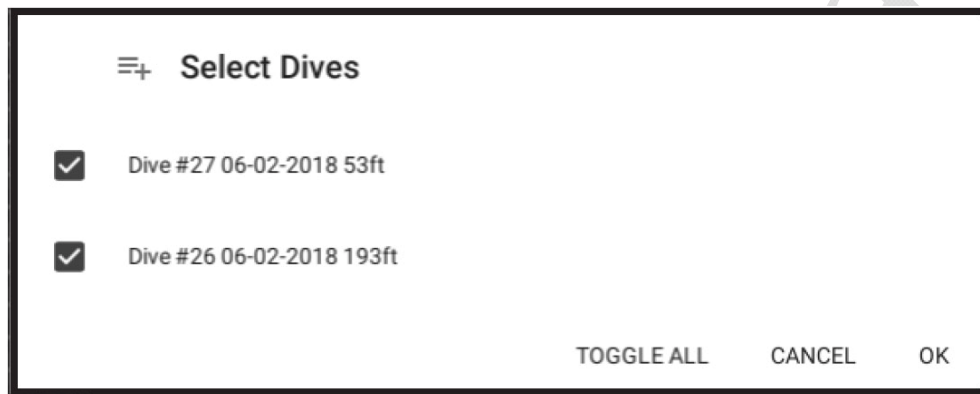 Select Dives
Dive #27 06-02-2018 53ft
Dive #26 06-02-2018 193ft
TOGGLE ALL CANCEL OK